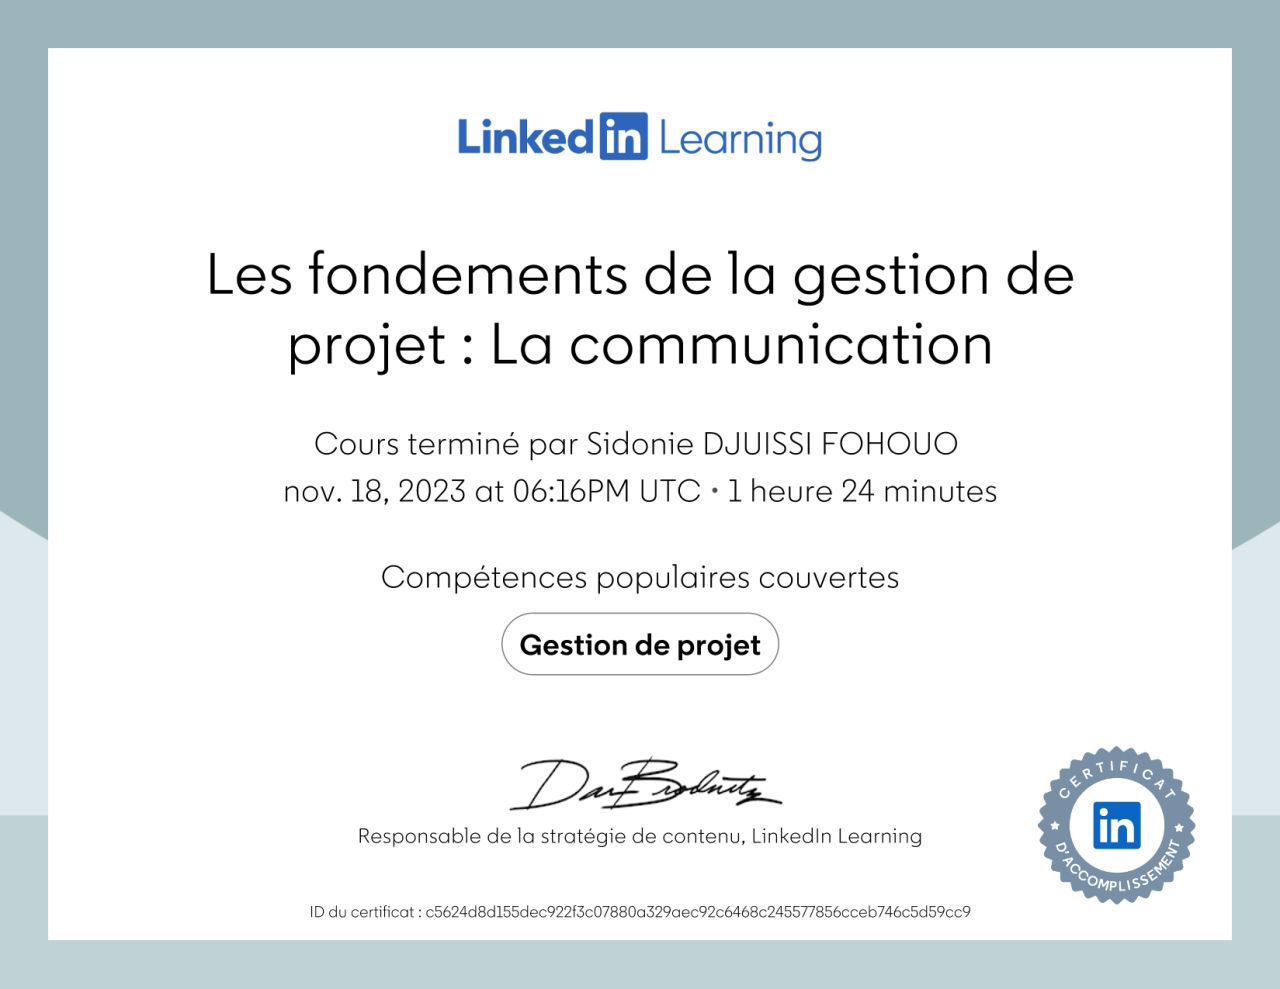 Linked in Learning
Les fondements de la gestion de
projet : La communication
Cours terminé par Sidonie DJUISSI FOHOUO
nov. 18, 2023 at 06:16PM UTC • 1 heure 24 minutes
Compétences populaires couvertes
Gestion de projet
Dan Brodnitz
Responsable de la stratégie de contenu, LinkedIn Learning
CERTIFICAT
in
D'ACCOMPLISSEMENT
ID du certificat : c5624d8d155dec922f3c07880a329aec92c6468c245577856cceb746c5d59cc9